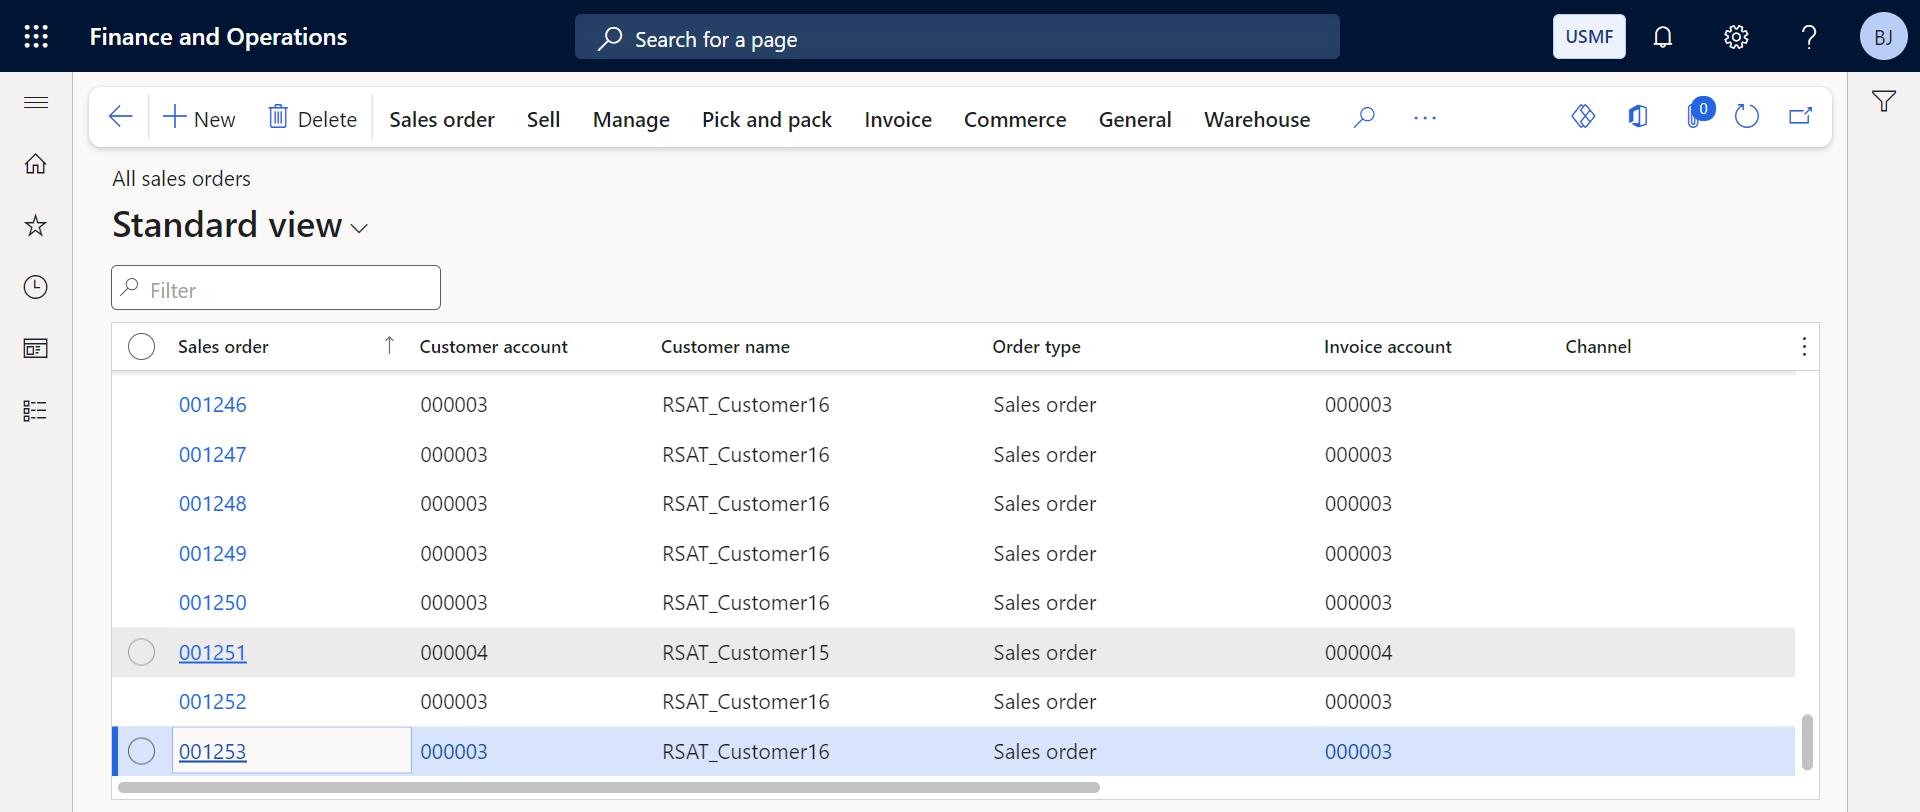 Finance and Operations Search for a page USMF ? BJ
New Delete Sales order Sell Manage Pick and pack Invoice Commerce General Warehouse ... 0
All sales orders
Standard view
Filter
Sales order Customer account Customer name Order type Invoice account Channel
001246 000003 RSAT_Customer16 Sales order 000003
001247 000003 RSAT_Customer16 Sales order 000003
001248 000003 RSAT_Customer16 Sales order 000003
001249 000003 RSAT_Customer16 Sales order 000003
001250 000003 RSAT_Customer16 Sales order 000003
001251 000004 RSAT_Customer15 Sales order 000004
001252 000003 RSAT_Customer16 Sales order 000003
001253 000003 RSAT_Customer16 Sales order 000003